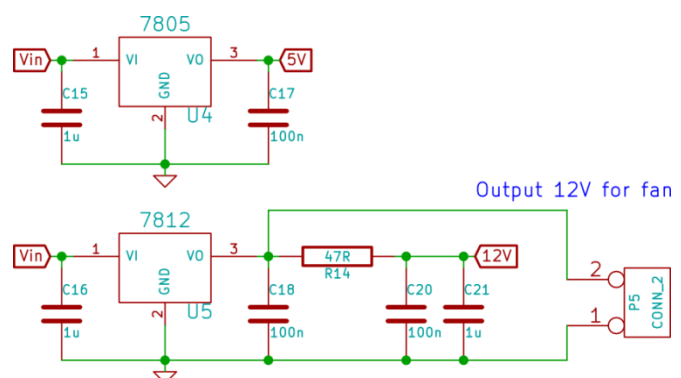 7805
Vin
1
VI
VO
3
5V
GND
C15
C17
2
U4
1u
100n
Output 12V for fan
7812
Vin
1
VI
VO
3
47R
12V
R14
2
GND
C16
C18
C20
C21
P5
CONN_2
2
U5
1
1u
100n
100n
1u